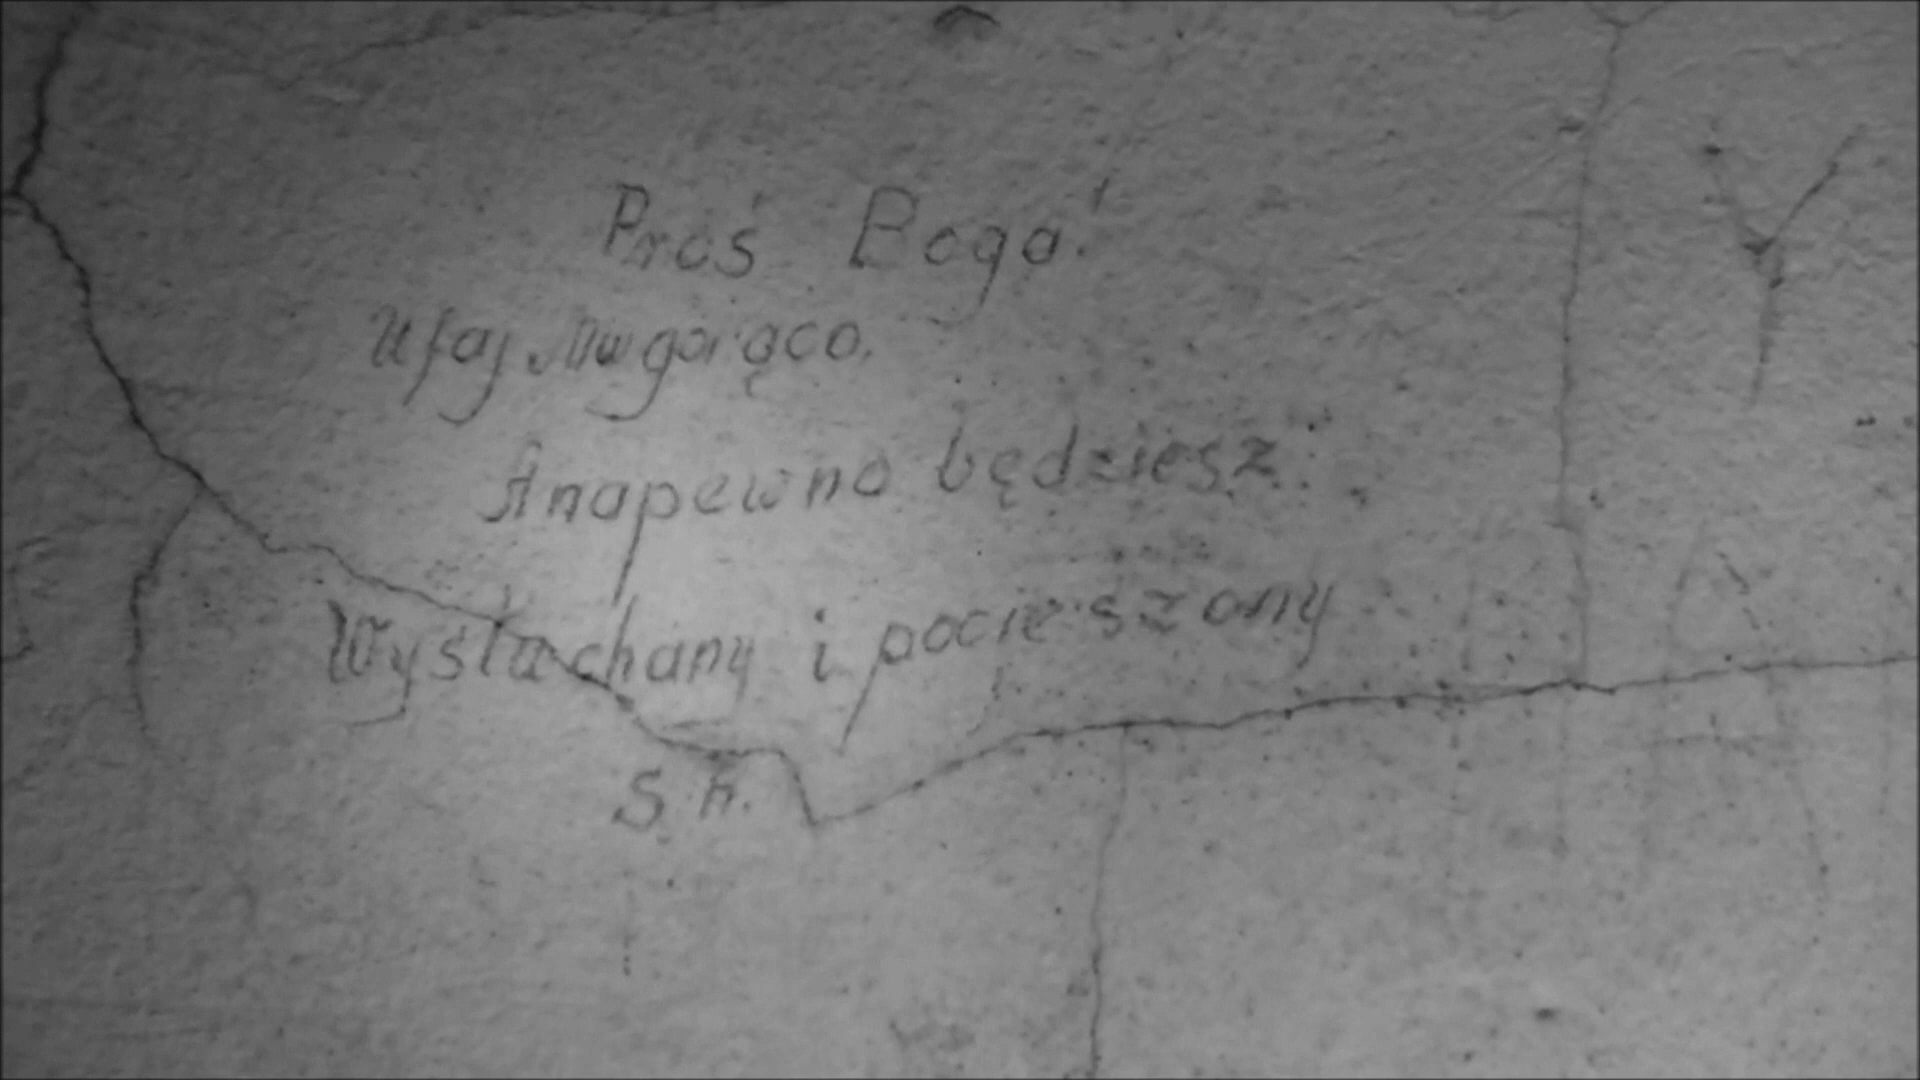 Proś Boga!
Ufaj Mu gorąco.
A napewno będziesz
Wysłuchany i pocieszony
S.K.